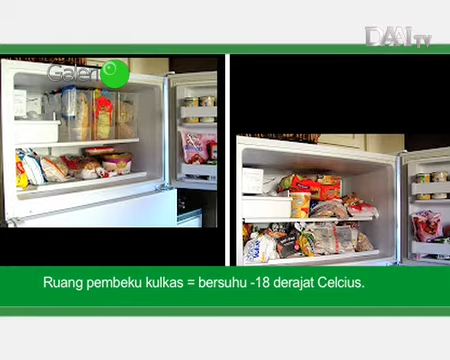 DAAI TV
Galeri
Ruang pembeku kulkas = bersuhu -18 derajat Celcius.